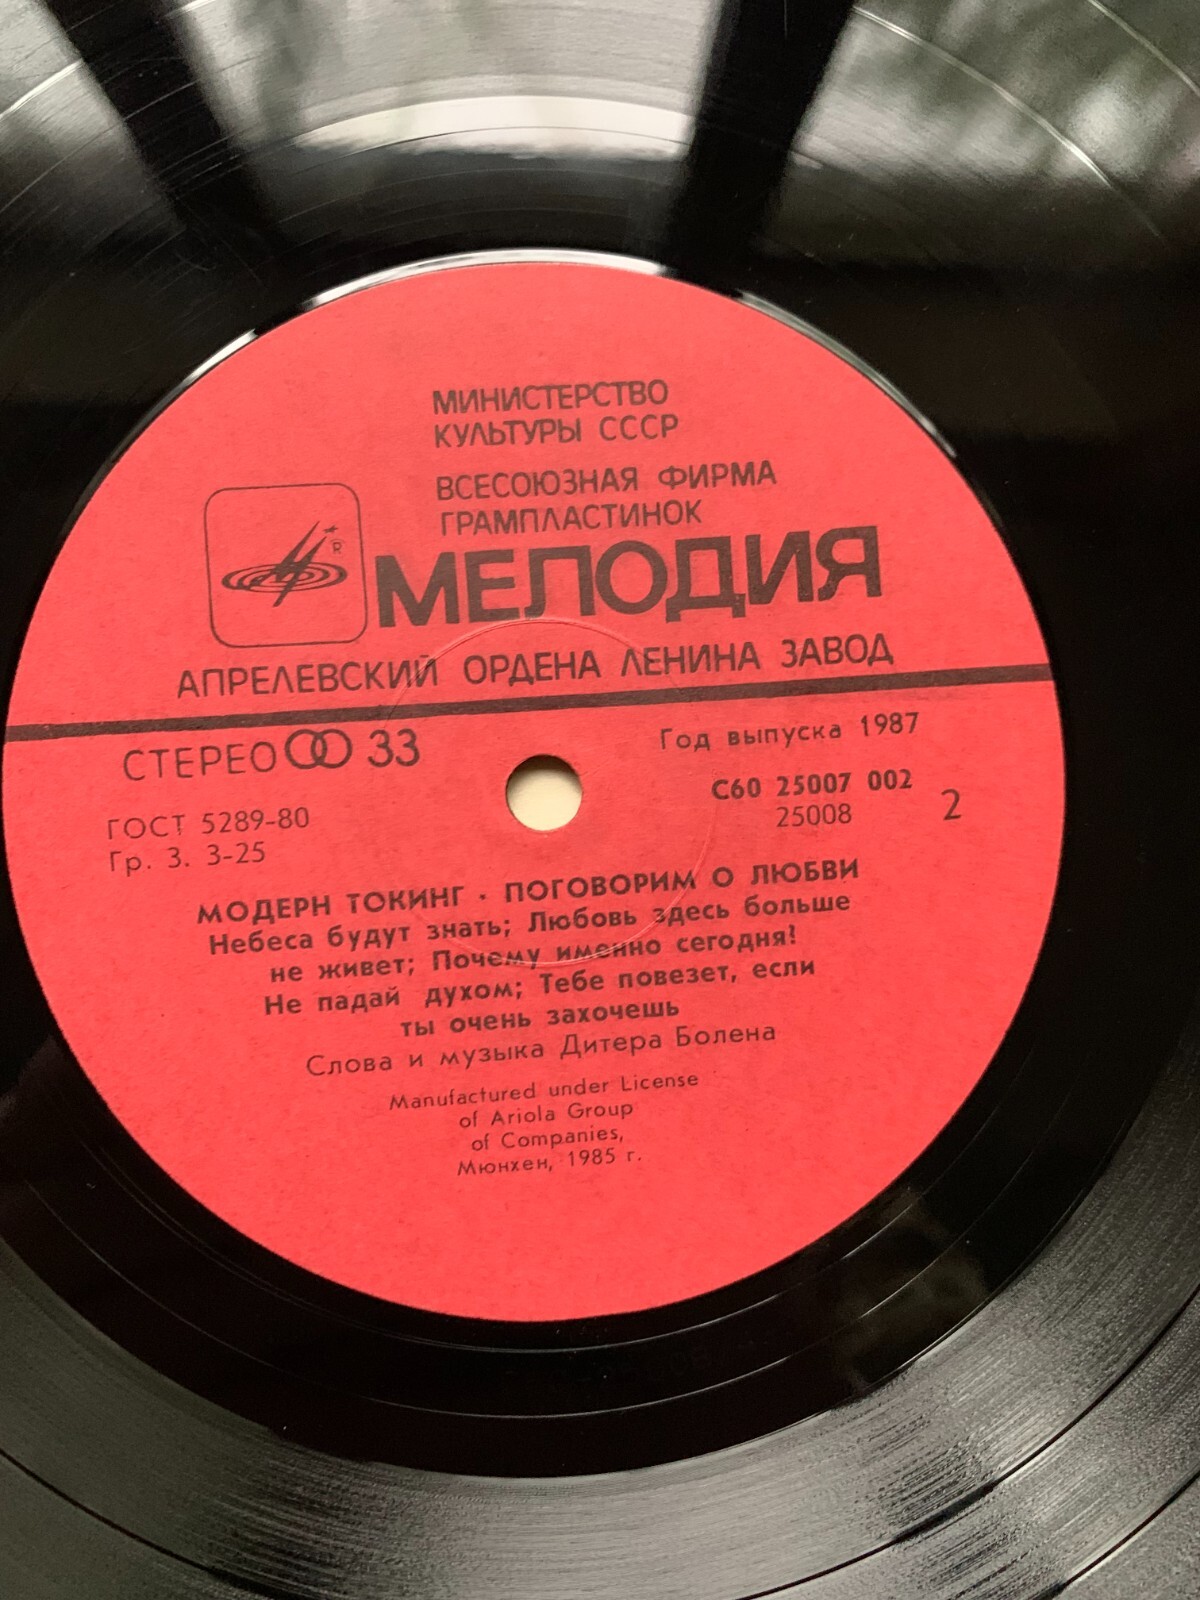 МИНИСТЕРСТВО
КУЛЬТУРЫ СССР
ВСЕСОЮЗНАЯ ФИРМА
ГРАМПЛАСТИНОК
R
МЕЛОДИЯ
АПРЕЛЕВСКИЙ ОРДЕНА ЛЕНИНА ЗАВОД
СТЕРЕО 33
Год выпуска 1987
С60 25007 002
25008
2
ГОСТ 5289-80
Гр. 3. 3-25
МОДЕРН ТОКИНГ · ПОГОВОРИМ О ЛЮБВИ
Небеса будут знать; Любовь здесь больше
не живет; Почему именно сегодня?
Не падай духом; Тебе повезет, если
ты очень захочешь
Слова и музыка Дитера Болена
Manufactured under License
of Ariola Group
of Companies,
Мюнхен, 1985 г.